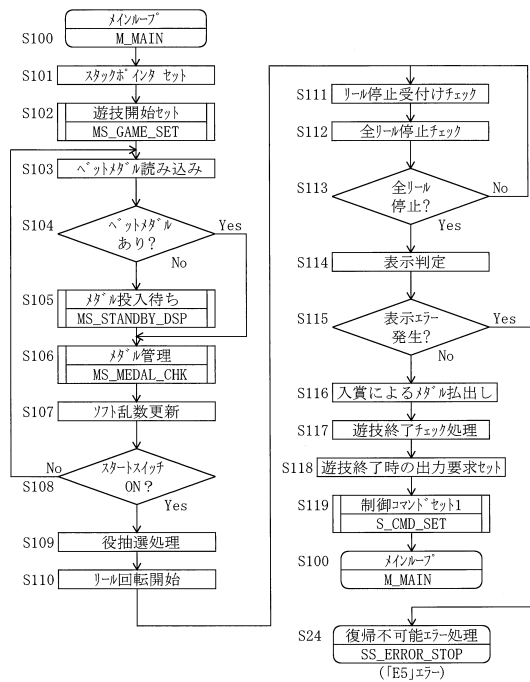 S100
メインループ
M_MAIN
S101
スタックポインタ セット
S102
遊技開始セット
MS_GAME_SET
S103
ベットメダル読み込み
S104
ベットメダル
あり?
Yes
No
S105
メダル投入待ち
MS_STANDBY_DSP
S106
メダル管理
MS_MEDAL_CHK
S107
ソフト乱数更新
S108
スタートスイッチ
ON?
No
Yes
S109
役抽選処理
S110
リール回転開始
S111
リール停止受付けチェック
S112
全リール停止チェック
S113
全リール
停止?
No
Yes
S114
表示判定
S115
表示エラー
発生?
Yes
No
S116
入賞によるメダル払出し
S117
遊技終了チェック処理
S118
遊技終了時の出力要求セット
S119
制御コマンドセット1
S_CMD_SET
S100
メインループ
M_MAIN
S24
復帰不可能エラー処理
SS_ERROR_STOP
(「E5」エラー)